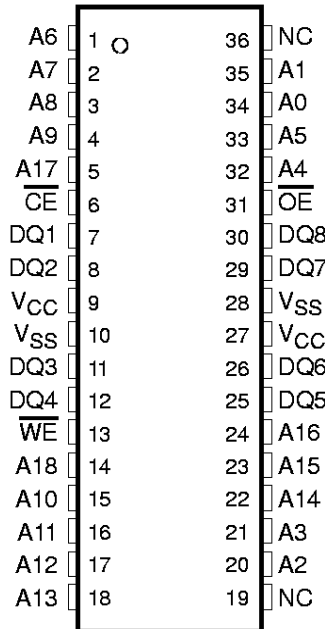 A6 1 36 NC
A7 2 35 A1
A8 3 34 A0
A9 4 33 A5
A17 5 32 A4
C̅E̅ 6 31 O̅E̅
DQ1 7 30 DQ8
DQ2 8 29 DQ7
VCC 9 28 VSS
VSS 10 27 VCC
DQ3 11 26 DQ6
DQ4 12 25 DQ5
W̅E̅ 13 24 A16
A18 14 23 A15
A10 15 22 A14
A11 16 21 A3
A12 17 20 A2
A13 18 19 NC